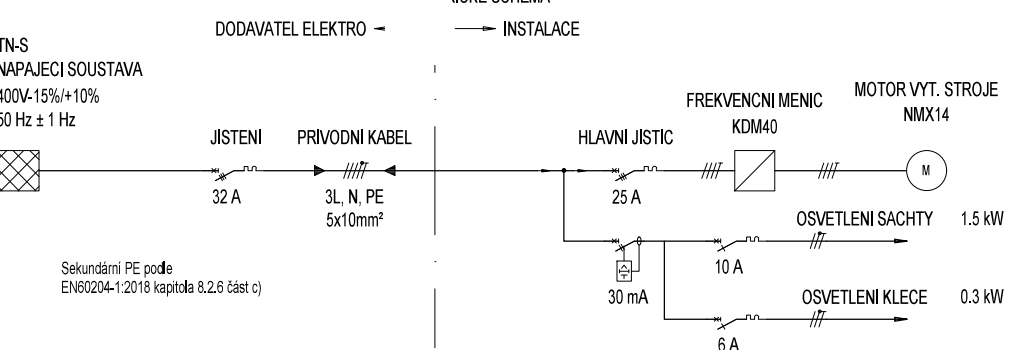 DODAVATEL ELEKTRO
INSTALACE
TN-S
NAPAJECI SOUSTAVA
400V-15%/+10%
50 Hz ± 1 Hz
JISTENI
PRIVODNÍ KABEL
HLAVNÍ JISTIC
FREKVENCNI MENIC
KDM40
MOTOR VYT. STROJE
NMX14
M
32 A
3L, N, PE
5x10mm²
25 A
OSVETLENI SACHTY
1.5 kW
10 A
Sekundární PE podle
EN60204-1:2018 kapitola 8.2.6 část c)
30 mA
OSVETLENI KLECE
0.3 kW
6 A